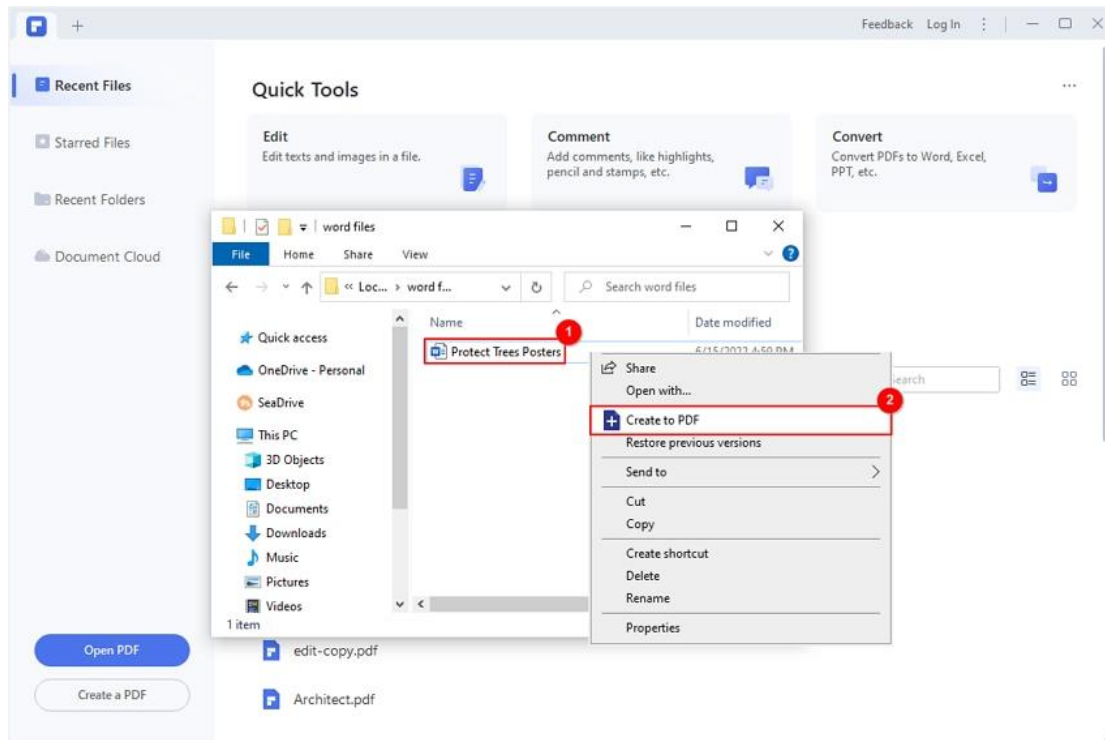 Feedback Log In
Recent Files
Starred Files
Recent Folders
Document Cloud
Quick Tools
Edit
Edit texts and images in a file.
Comment
Add comments, like highlights,
pencil and stamps, etc.
Convert
Convert PDFs to Word, Excel,
PPT, etc.
word files
File Home Share View
« Loc... › word f...
Search word files
Name
Date modified
1
Protect Trees Posters
Quick access
OneDrive - Personal
SeaDrive
This PC
3D Objects
Desktop
Documents
Downloads
Music
Pictures
Videos
1 item
Share
Open with...
2
Create to PDF
Restore previous versions
Send to
Cut
Copy
Create shortcut
Delete
Rename
Properties
Open PDF
Create a PDF
edit-copy.pdf
Architect.pdf